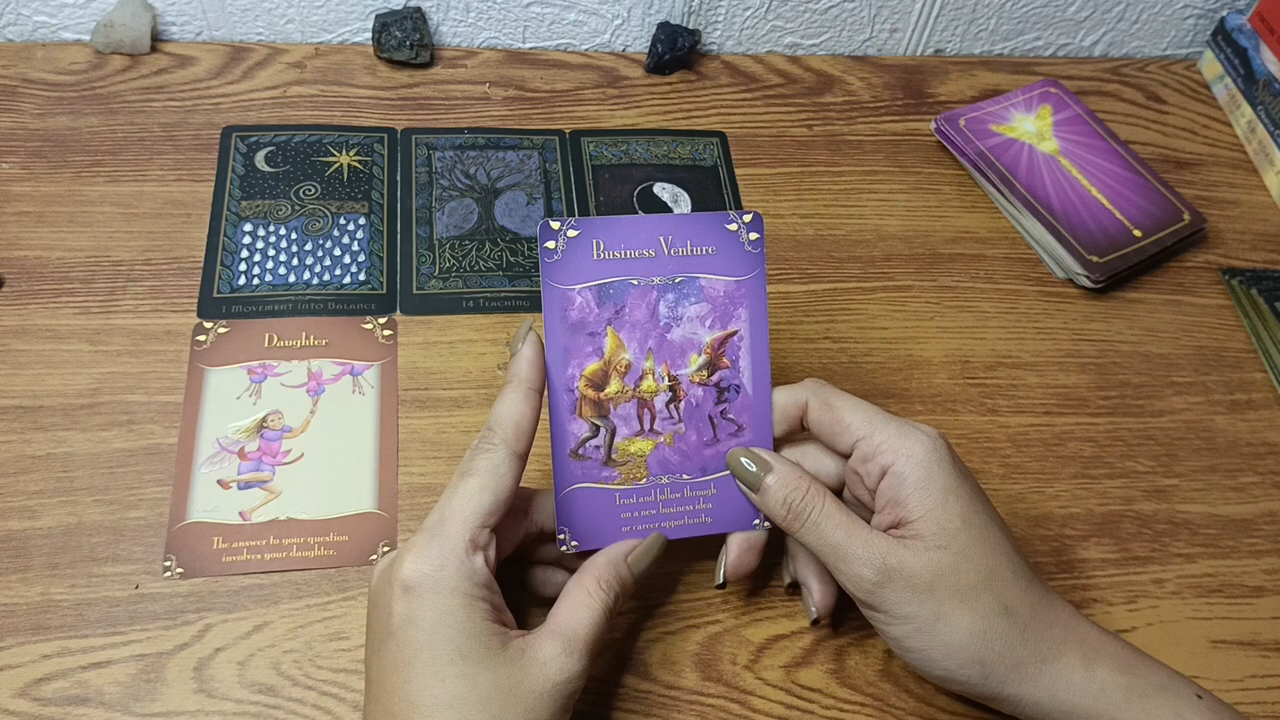 1 Movement into Balance
14 Teaching
Business Venture
Trust and follow through
on a new business idea
or career opportunity.
Daughter
The answer to your question
involves your daughter.